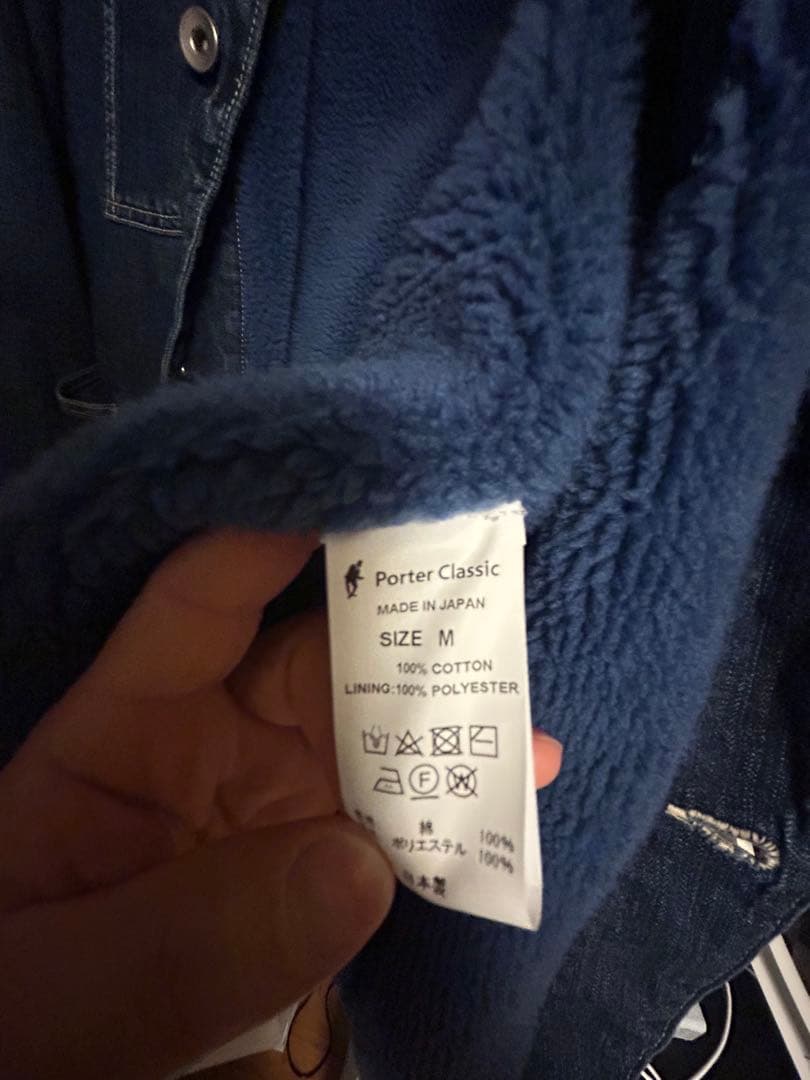 Porter Classic
MADE IN JAPAN
SIZE M
100% COTTON
LINING:100% POLYESTER
F
W
綿 100%
ポリエステル 100%
日本製